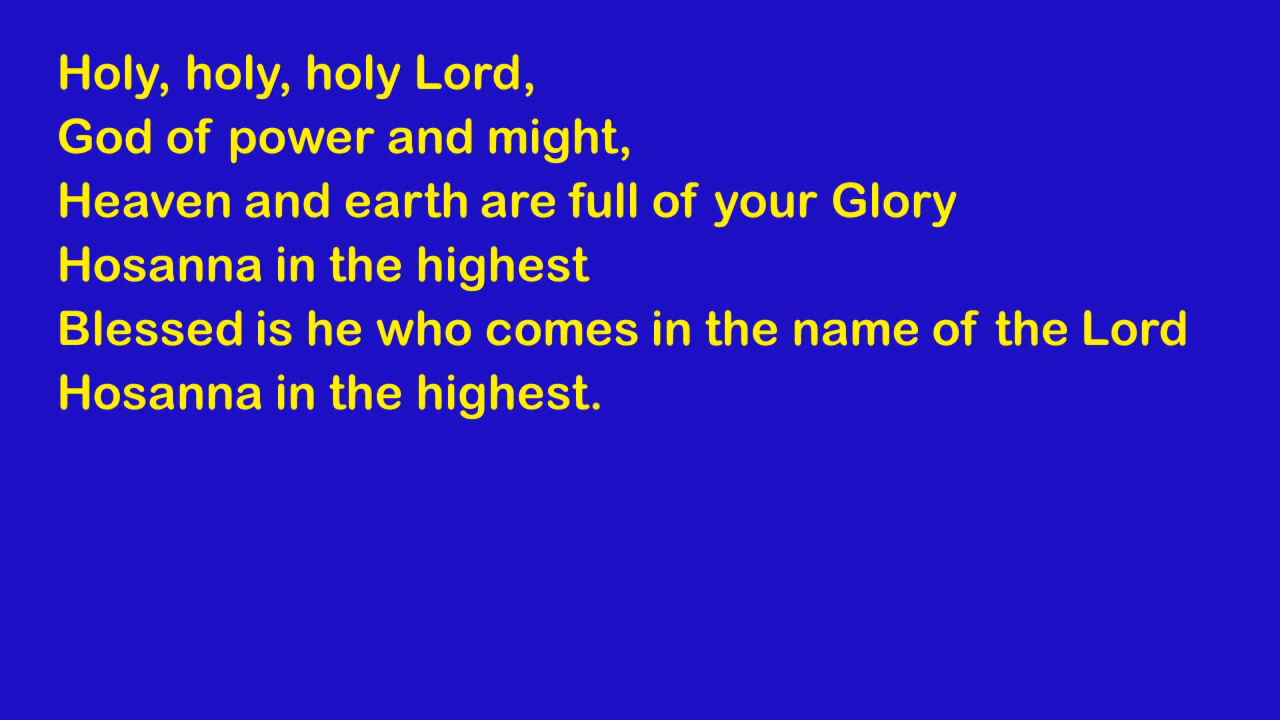 Holy, holy, holy Lord,
God of power and might,
Heaven and earth are full of your Glory
Hosanna in the highest
Blessed is he who comes in the name of the Lord
Hosanna in the highest.